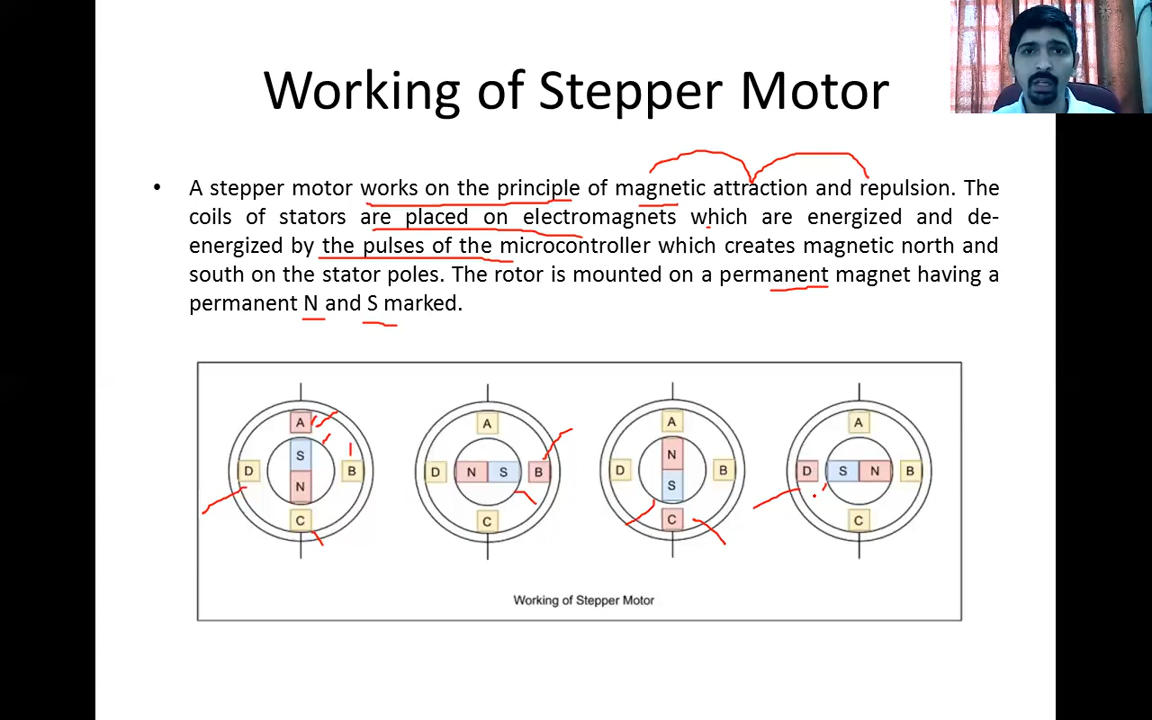 Working of Stepper Motor
• A stepper motor works on the principle of magnetic attraction and repulsion. The
coils of stators are placed on electromagnets which are energized and de-
energized by the pulses of the microcontroller which creates magnetic north and
south on the stator poles. The rotor is mounted on a permanent magnet having a
permanent N and S marked.
A
S
D B
N
C
A
D N S B
C
A
N
D B
S
C
A
D S N B
C
Working of Stepper Motor